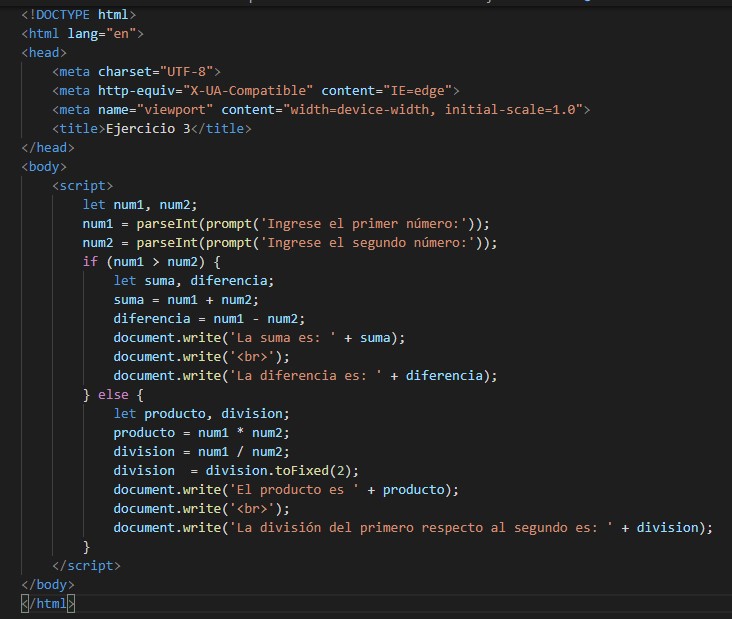 <!DOCTYPE html>
<html lang="en">
<head>
    <meta charset="UTF-8">
    <meta http-equiv="X-UA-Compatible" content="IE=edge">
    <meta name="viewport" content="width=device-width, initial-scale=1.0">
    <title>Ejercicio 3</title>
</head>
<body>
    <script>
        let num1, num2;
        num1 = parseInt(prompt('Ingrese el primer número:'));
        num2 = parseInt(prompt('Ingrese el segundo número:'));
        if (num1 > num2) {
            let suma, diferencia;
            suma = num1 + num2;
            diferencia = num1 - num2;
            document.write('La suma es: ' + suma);
            document.write('<br>');
            document.write('La diferencia es: ' + diferencia);
        } else {
            let producto, division;
            producto = num1 * num2;
            division = num1 / num2;
            division  = division.toFixed(2);
            document.write('El producto es ' + producto);
            document.write('<br>');
            document.write('La división del primero respecto al segundo es: ' + division);
        }
    </script>
</body>
</html>